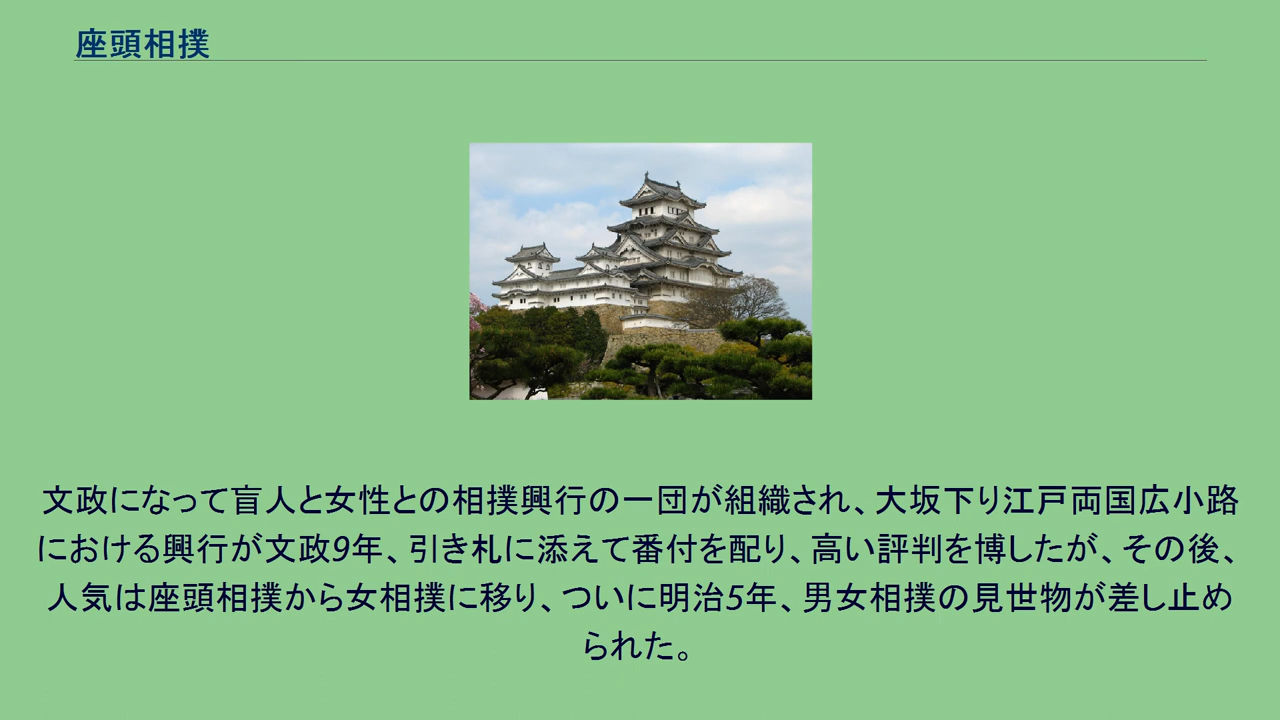 座頭相撲
文政になって盲人と女性との相撲興行の一団が組織され、大坂下り江戸両国広小路
における興行が文政9年、引き札に添えて番付を配り、高い評判を博したが、その後、
人気は座頭相撲から女相撲に移り、ついに明治5年、男女相撲の見世物が差し止め
られた。